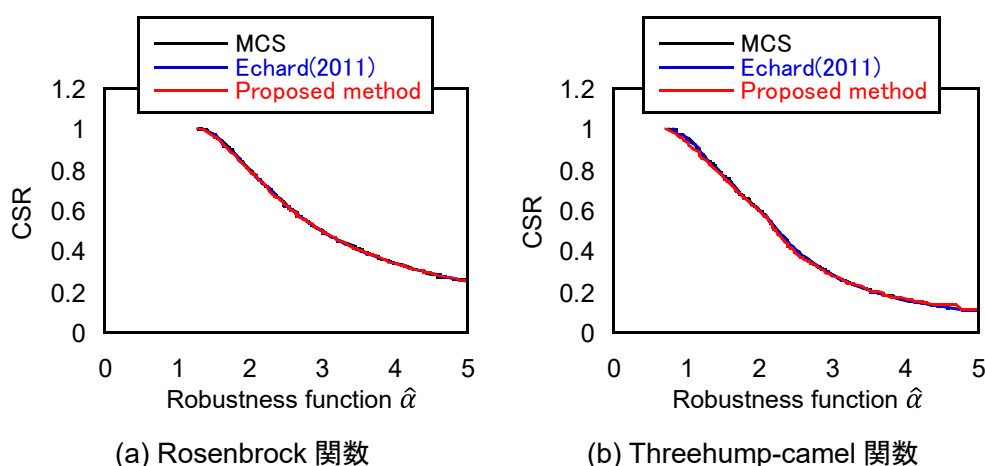 MCS
Echard(2011)
Proposed method
1.2
1
0.8
0.6
0.4
0.2
0
CSR
0 1 2 3 4 5
Robustness function α̂
(a) Rosenbrock 関数
MCS
Echard(2011)
Proposed method
1.2
1
0.8
0.6
0.4
0.2
0
CSR
0 1 2 3 4 5
Robustness function α̂
(b) Threehump-camel 関数